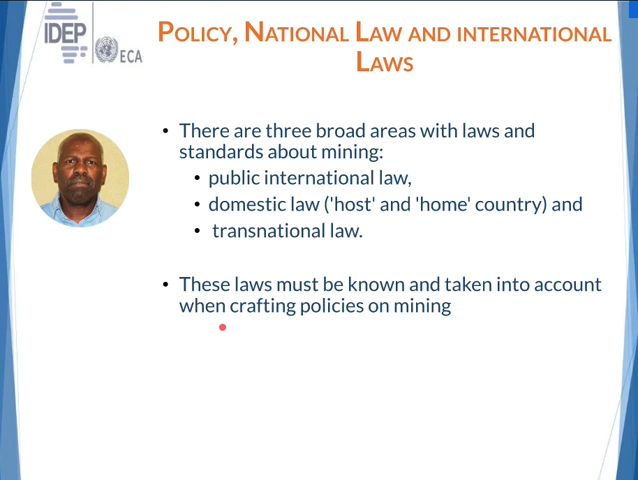 IDEP
ECA
POLICY, NATIONAL LAW AND INTERNATIONAL
LAWS
• There are three broad areas with laws and
standards about mining:
• public international law,
• domestic law ('host' and 'home' country) and
• transnational law.
• These laws must be known and taken into account
when crafting policies on mining